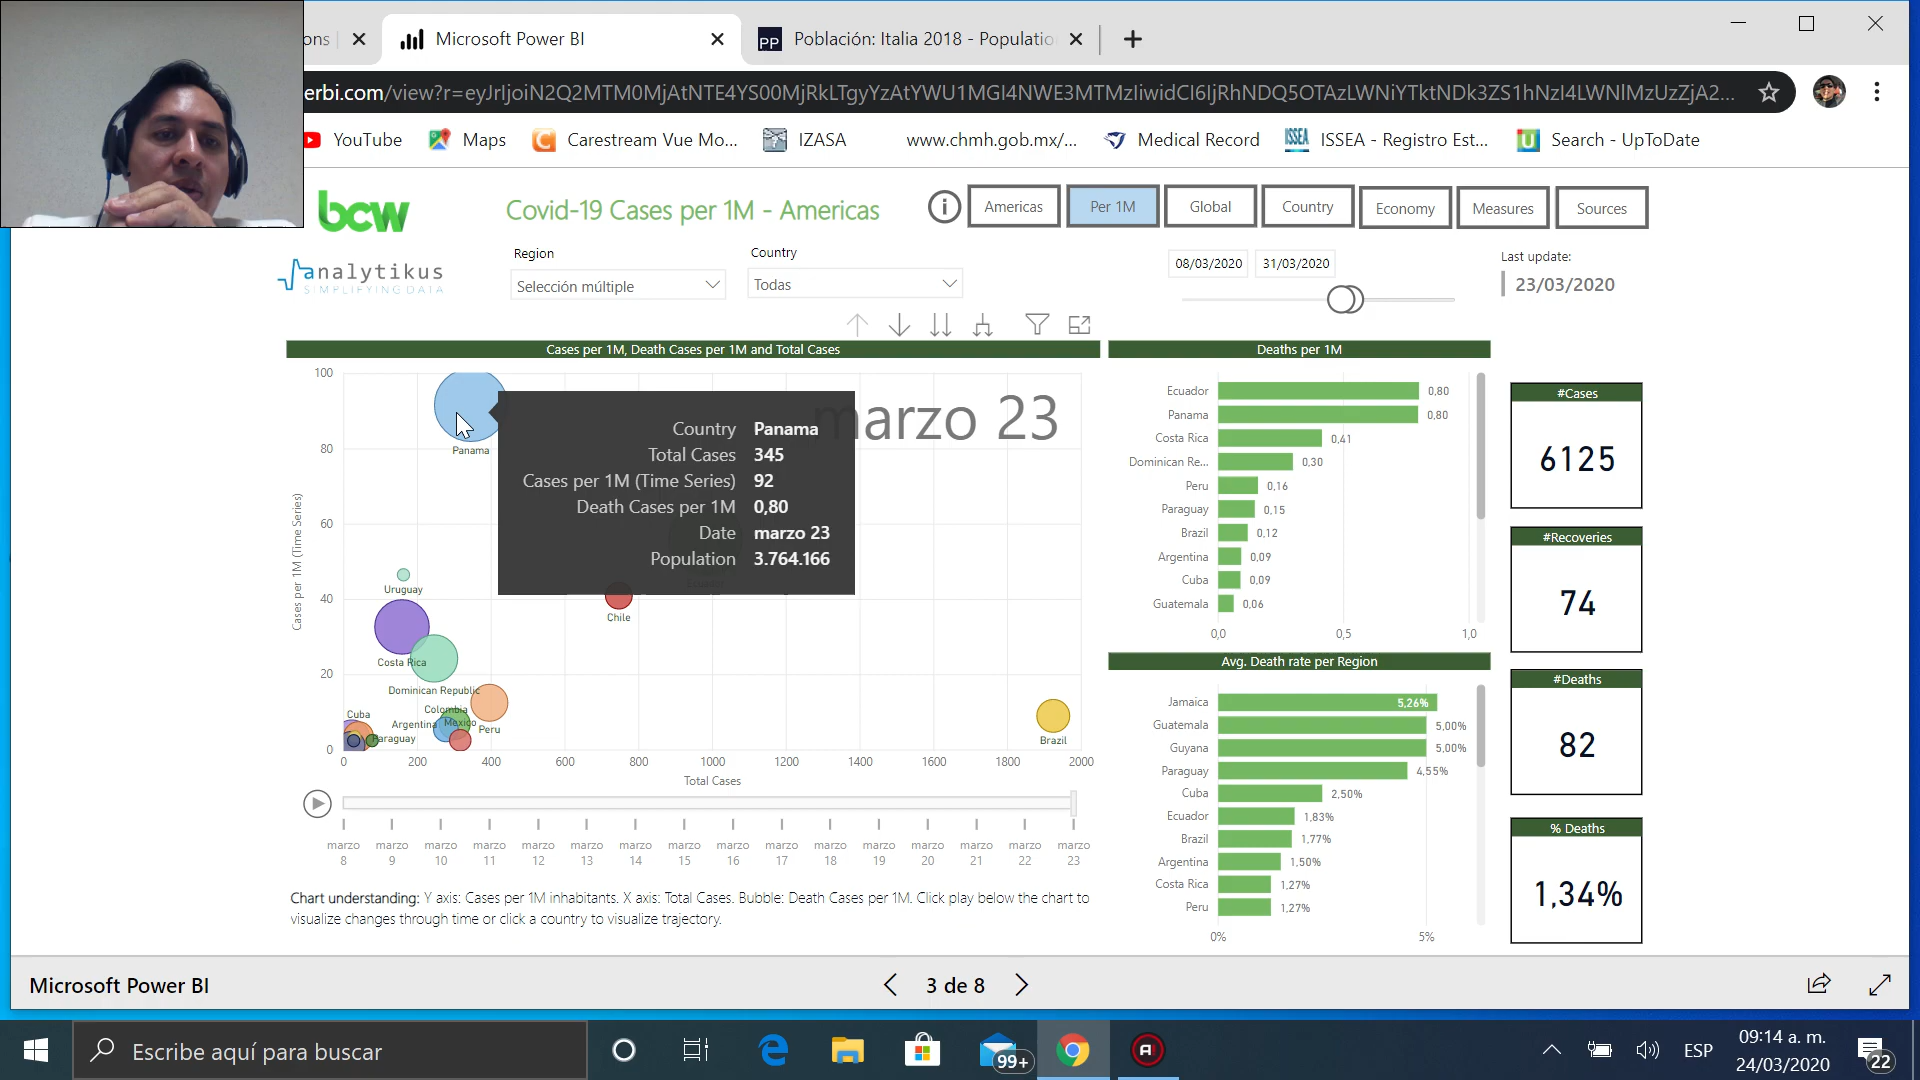 ons
Microsoft Power BI
PP Población: Italia 2018 - Populatio
erbi.com/view?r=eyJrIjoiN2Q2MTM0MjAtNTE4YS00MjRkLTgyYzAtYWU1MGI4NWE3MTMzIiwidCI6IjRhNDQ5OTAzLWNiYTktNDk3ZS1hNzI4LWNlMzUzZjA2...
YouTube Maps Carestream Vue Mo... IZASA www.chmh.gob.mx/... Medical Record ISSEA ISSEA - Registro Est... U Search - UpToDate
bcw
Covid-19 Cases per 1M - Americas
Americas Per 1M Global Country Economy Measures Sources
analytikus
SIMPLIFYING DATA
Region
Selección múltiple
Country
Todas
08/03/2020 31/03/2020
Last update:
23/03/2020
Cases per 1M, Death Cases per 1M and Total Cases
marzo 23
Cases per 1M (Time Series)
100
80
60
40
20
0
Panama
Country Panama
Total Cases 345
Cases per 1M (Time Series) 92
Death Cases per 1M 0,80
Date marzo 23
Population 3.764.166
Uruguay
Chile
Costa Rica
Dominican Republic
Colombia
Cuba
Argentina
Mexico
Peru
Paraguay
Brazil
0 200 400 600 800 1000 1200 1400 1600 1800 2000
Total Cases
marzo 8 marzo 9 marzo 10 marzo 11 marzo 12 marzo 13 marzo 14 marzo 15 marzo 16 marzo 17 marzo 18 marzo 19 marzo 20 marzo 21 marzo 22 marzo 23
Chart understanding: Y axis: Cases per 1M inhabitants. X axis: Total Cases. Bubble: Death Cases per 1M. Click play below the chart to
visualize changes through time or click a country to visualize trajectory.
Deaths per 1M
Ecuador 0,80
Panama 0,80
Costa Rica 0,41
Dominican Re... 0,30
Peru 0,16
Paraguay 0,15
Brazil 0,12
Argentina 0,09
Cuba 0,09
Guatemala 0,06
0,0 0,5 1,0
Avg. Death rate per Region
Jamaica 5,26%
Guatemala 5,00%
Guyana 5,00%
Paraguay 4,55%
Cuba 2,50%
Ecuador 1,83%
Brazil 1,77%
Argentina 1,50%
Costa Rica 1,27%
Peru 1,27%
0% 5%
#Cases
6125
#Recoveries
74
#Deaths
82
% Deaths
1,34%
Microsoft Power BI
3 de 8
Escribe aquí para buscar
99+
A
ESP
09:14 a. m.
24/03/2020
22